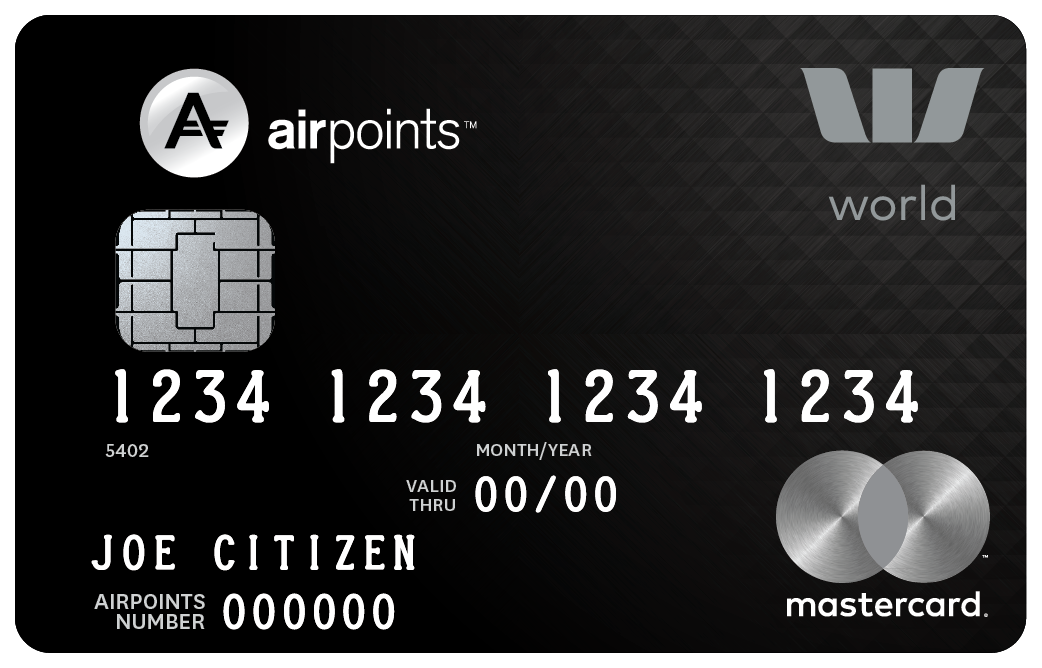 airpoints™
world
1234 1234 1234 1234
5402
MONTH/YEAR
VALID THRU 00/00
JOE CITIZEN
AIRPOINTS NUMBER 000000
mastercard.